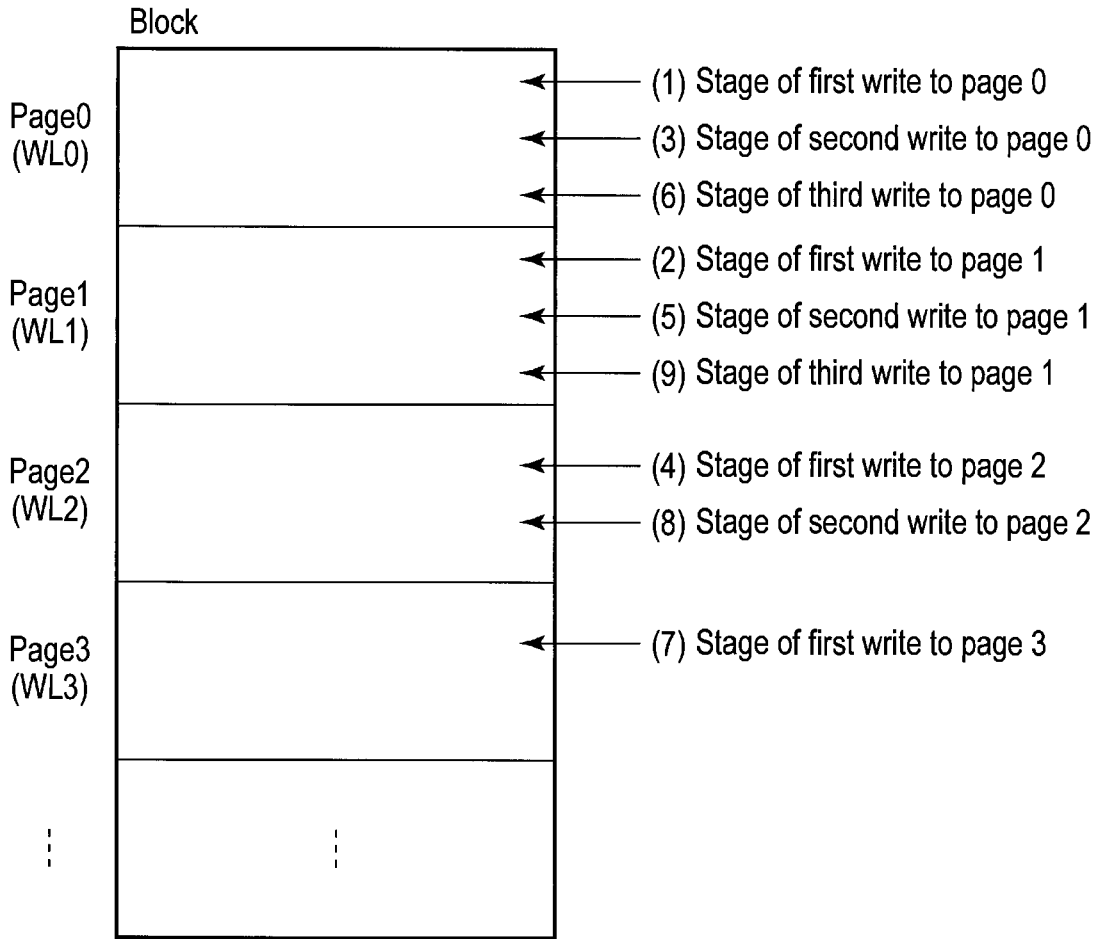 Block
Page0
(WL0)
(1) Stage of first write to page 0
(3) Stage of second write to page 0
(6) Stage of third write to page 0
Page1
(WL1)
(2) Stage of first write to page 1
(5) Stage of second write to page 1
(9) Stage of third write to page 1
Page2
(WL2)
(4) Stage of first write to page 2
(8) Stage of second write to page 2
Page3
(WL3)
(7) Stage of first write to page 3